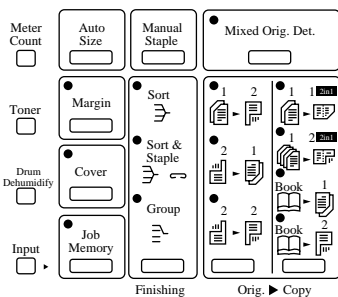 Meter
Count
Auto
Size
Manual
Staple
Mixed Orig. Det.
Toner
Margin
Sort
1 2
1 1 2in1
Drum
Dehumidify
Cover
Sort &
Staple
2 1
1 2 2in1
Book 1
Input
Job
Memory
Group
2 2
Book 2
Finishing
Orig. ▶ Copy